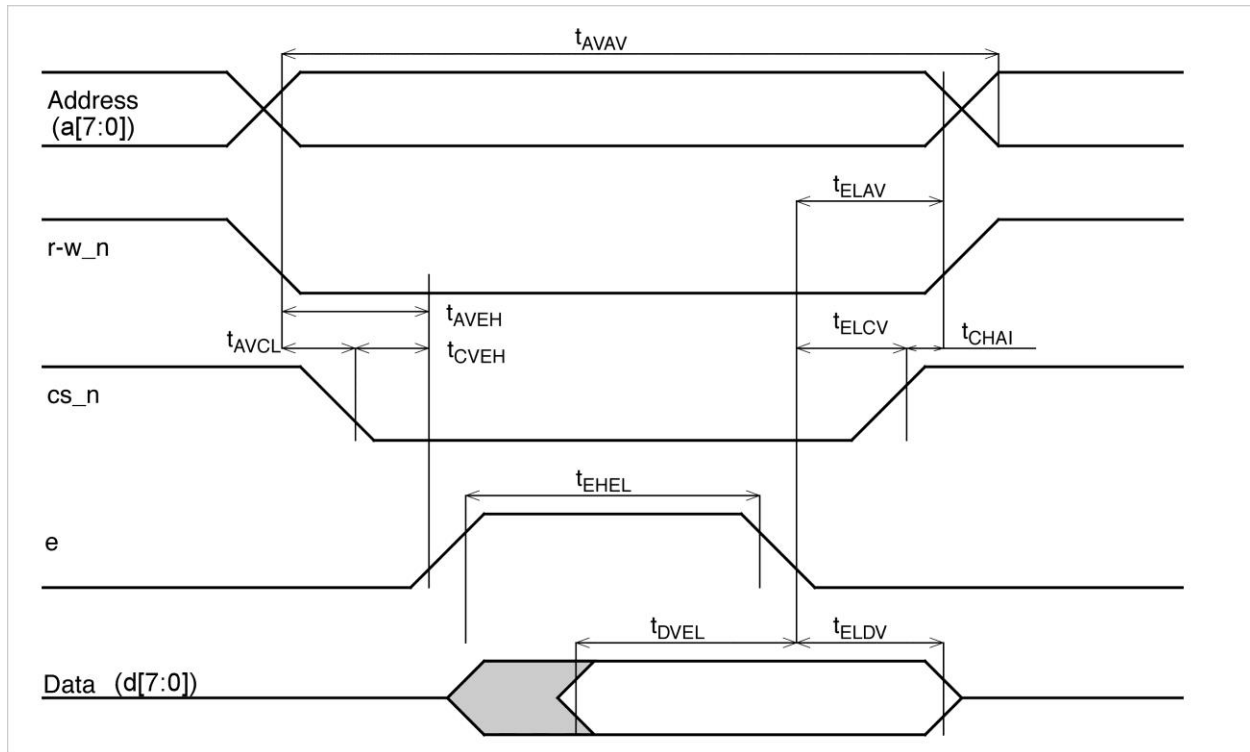 tAVAV
Address
(a[7:0])
tELAV
r-w_n
tAVEH
tELCV
tCHAI
tAVCL
tCVEH
cs_n
tEHEL
e
tDVEL
tELDV
Data (d[7:0])